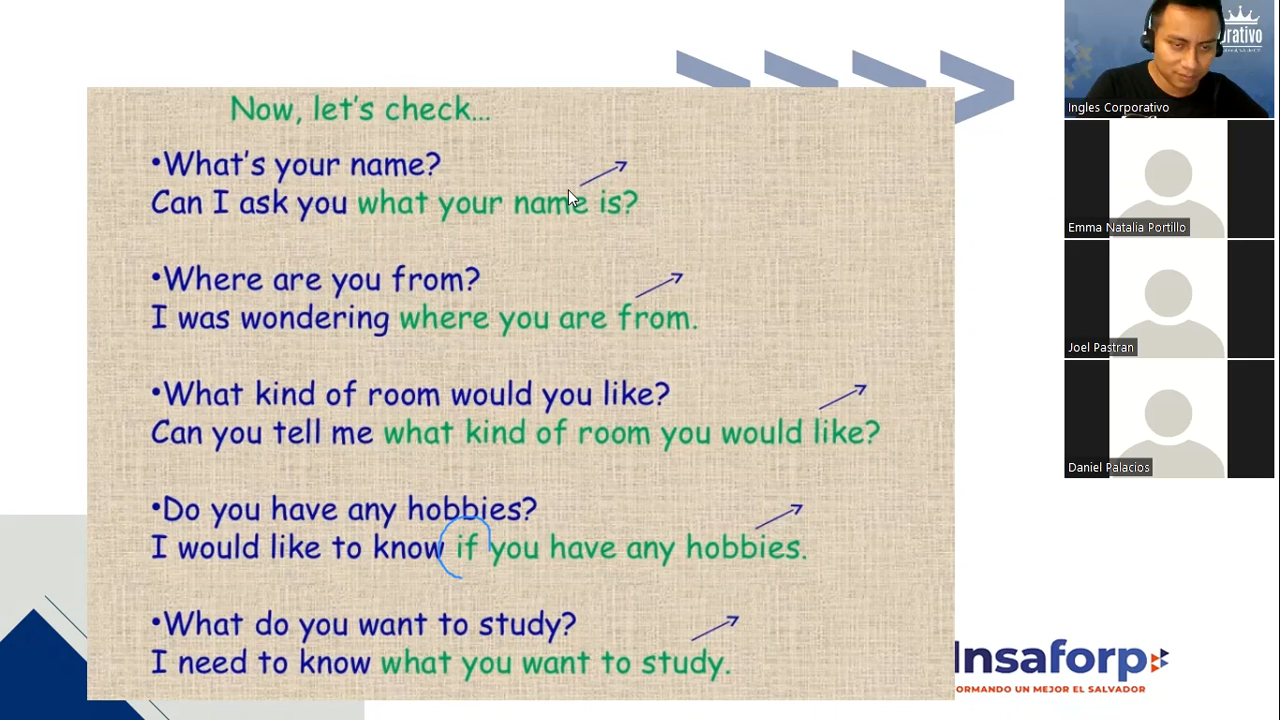 Now, let's check...
•What's your name?
Can I ask you what your name is?
•Where are you from?
I was wondering where you are from.
•What kind of room would you like?
Can you tell me what kind of room you would like?
•Do you have any hobbies?
I would like to know if you have any hobbies.
•What do you want to study?
I need to know what you want to study.
Insaforp
FORMANDO UN MEJOR EL SALVADOR
Ingles Corporativo
Emma Natalia Portillo
Joel Pastran
Daniel Palacios